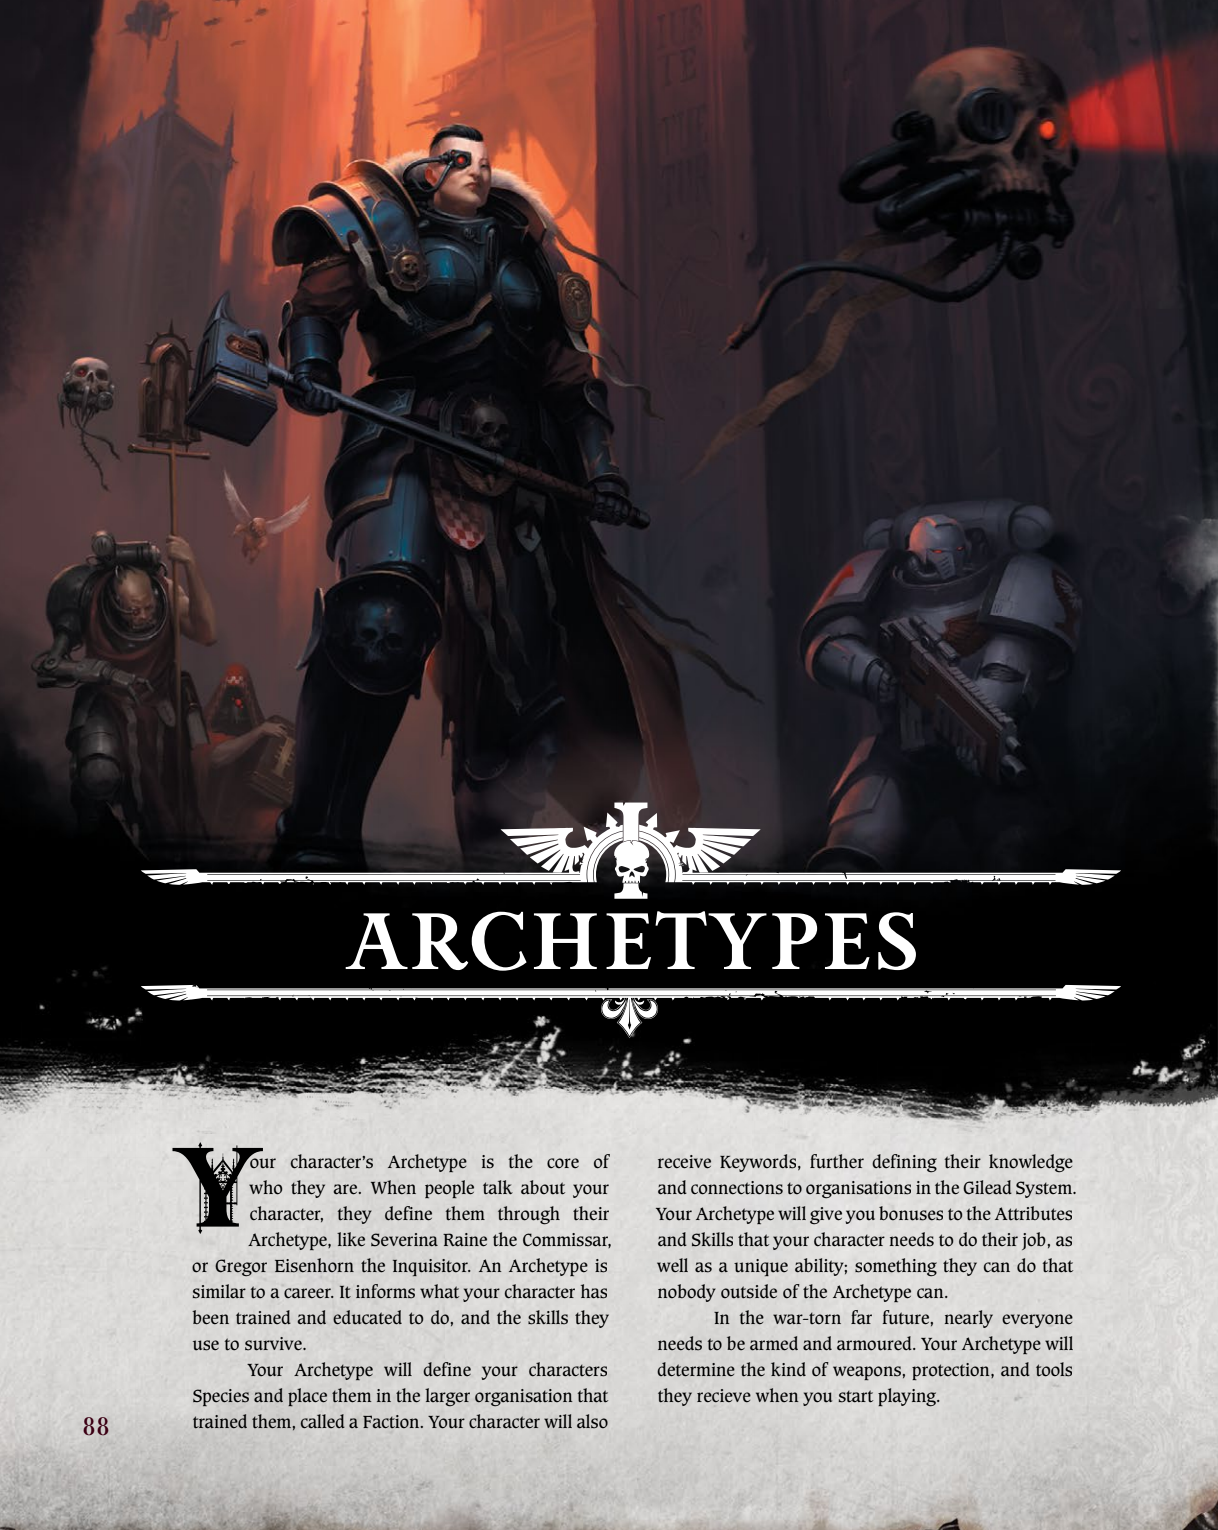 ARCHETYPES
Your character's Archetype is the core of
who they are. When people talk about your
character, they define them through their
Archetype, like Severina Raine the Commissar,
or Gregor Eisenhorn the Inquisitor. An Archetype is
similar to a career. It informs what your character has
been trained and educated to do, and the skills they
use to survive.
Your Archetype will define your characters
Species and place them in the larger organisation that
trained them, called a Faction. Your character will also
receive Keywords, further defining their knowledge
and connections to organisations in the Gilead System.
Your Archetype will give you bonuses to the Attributes
and Skills that your character needs to do their job, as
well as a unique ability; something they can do that
nobody outside of the Archetype can.
In the war-torn far future, nearly everyone
needs to be armed and armoured. Your Archetype will
determine the kind of weapons, protection, and tools
they recieve when you start playing.
88